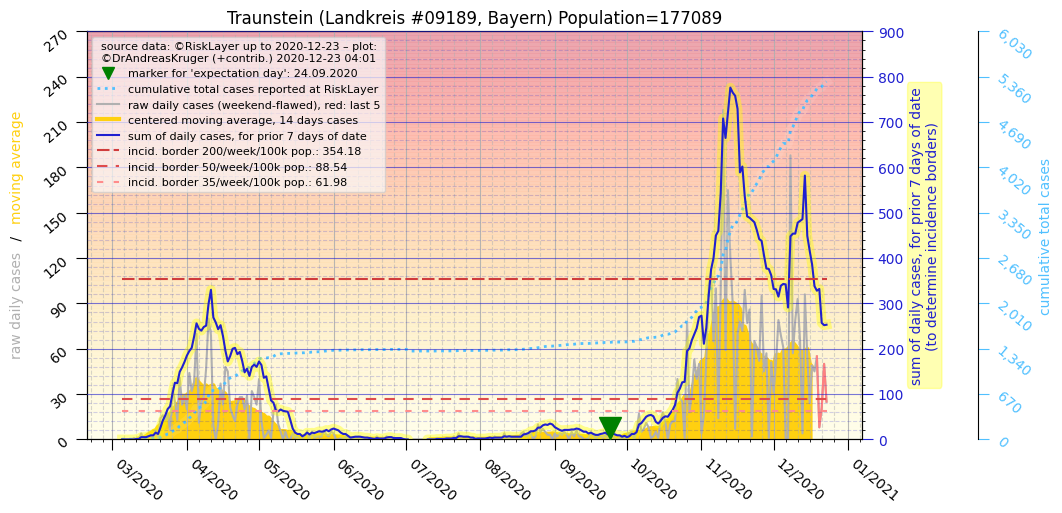 Traunstein (Landkreis #09189, Bayern) Population=177089
source data: ©RiskLayer up to 2020-12-23 – plot:
©DrAndreasKruger (+contrib.) 2020-12-23 04:01
marker for 'expectation day': 24.09.2020
cumulative total cases reported at RiskLayer
raw daily cases (weekend-flawed), red: last 5
centered moving average, 14 days cases
sum of daily cases, for prior 7 days of date
incid. border 200/week/100k pop.: 354.18
incid. border 50/week/100k pop.: 88.54
incid. border 35/week/100k pop.: 61.98
raw daily cases / moving average
270
240
210
180
150
120
90
60
30
0
03/2020
04/2020
05/2020
06/2020
07/2020
08/2020
09/2020
10/2020
11/2020
12/2020
01/2021
900
800
700
600
500
400
300
200
100
0
sum of daily cases, for prior 7 days of date
(to determine incidence borders)
6,030
5,360
4,690
4,020
3,350
2,680
2,010
1,340
670
0
cumulative total cases